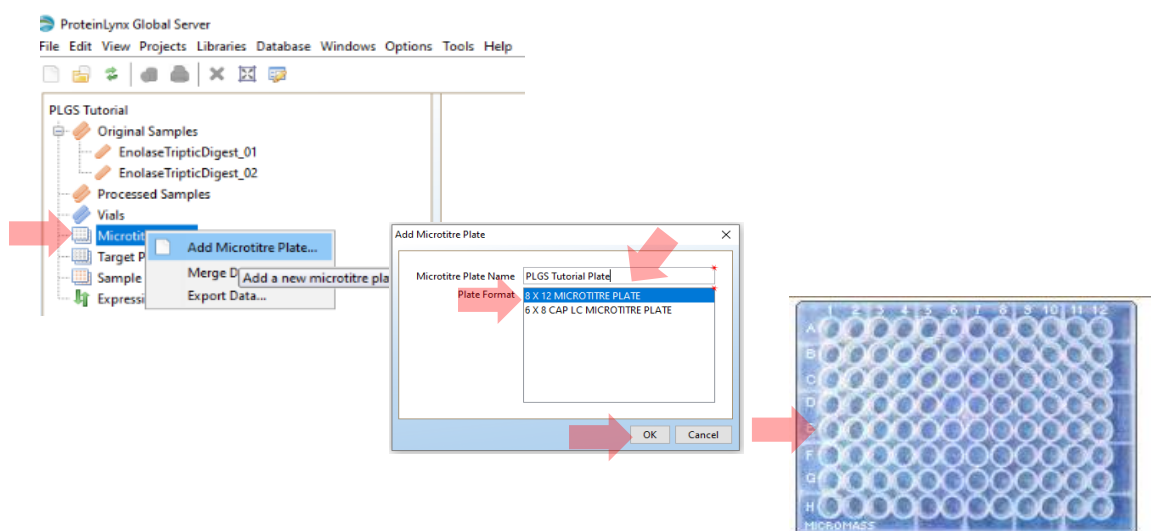 ProteinLynx Global Server
File Edit View Projects Libraries Database Windows Options Tools Help
PLGS Tutorial
Original Samples
EnolaseTripticDigest_01
EnolaseTripticDigest_02
Processed Samples
Vials
Microtit
Add Microtitre Plate...
Target P
Merge D
Add a new microtitre pla
Sample
Export Data...
Expressi
Add Microtitre Plate
Microtitre Plate Name PLGS Tutorial Plate
Plate Format 8 X 12 MICROTITRE PLATE
6 X 8 CAP LC MICROTITRE PLATE
OK Cancel
1 2 3 4 5 6 7 8 9 10 11 12
A
B
C
D
E
F
G
H
MICROMASS